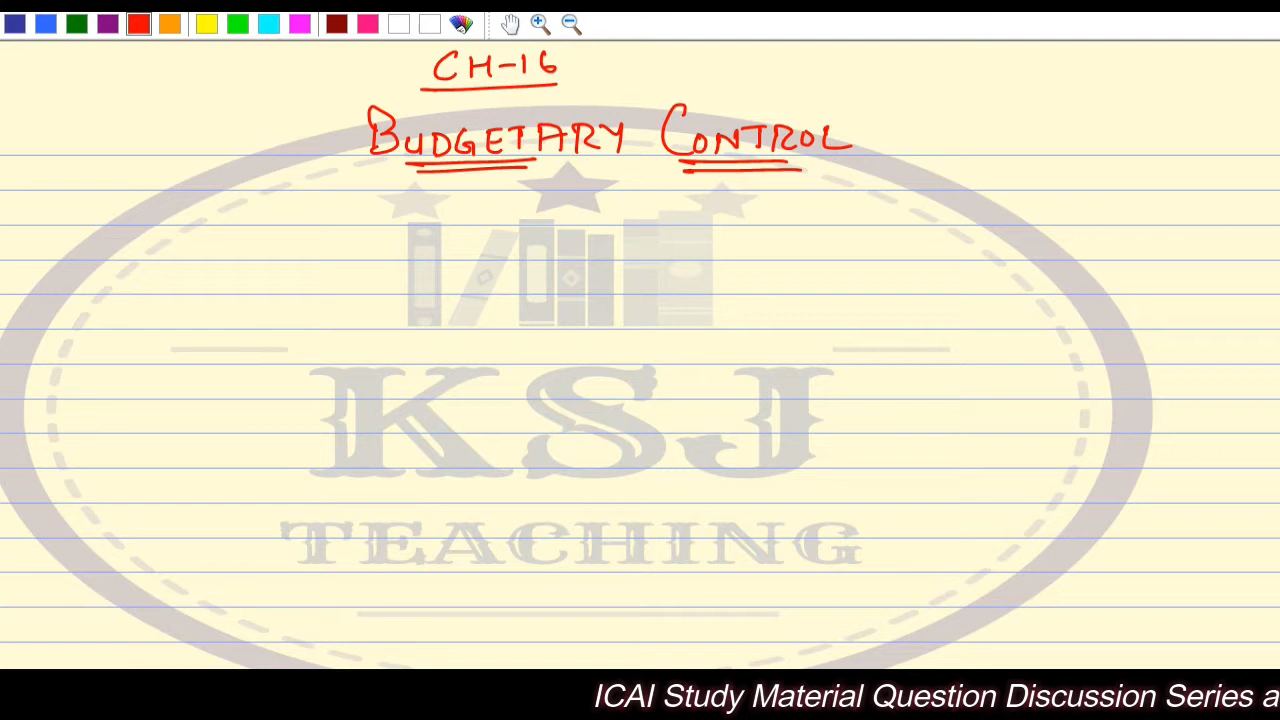 CH-16
BUDGETARY CONTROL
KSJ
TEACHING
ICAI Study Material Question Discussion Series a